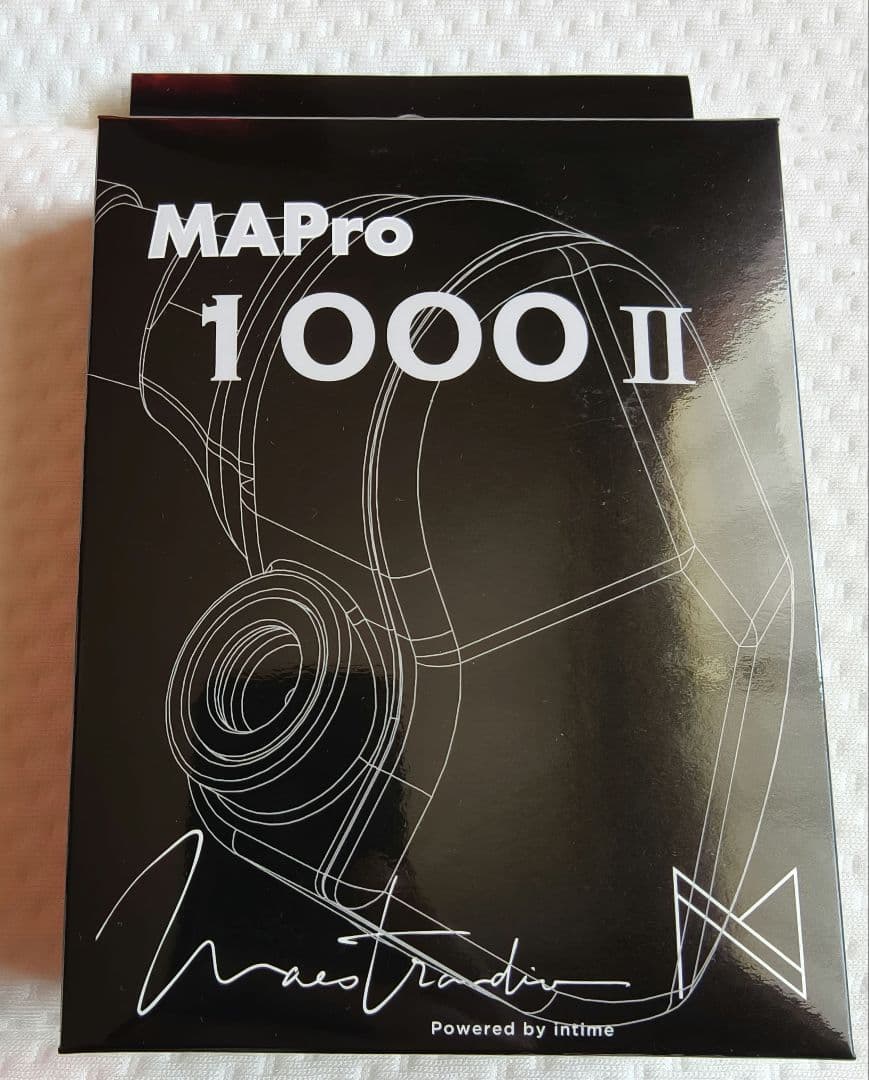 MAPro
1000 II
Maestraudio
Powered by intime